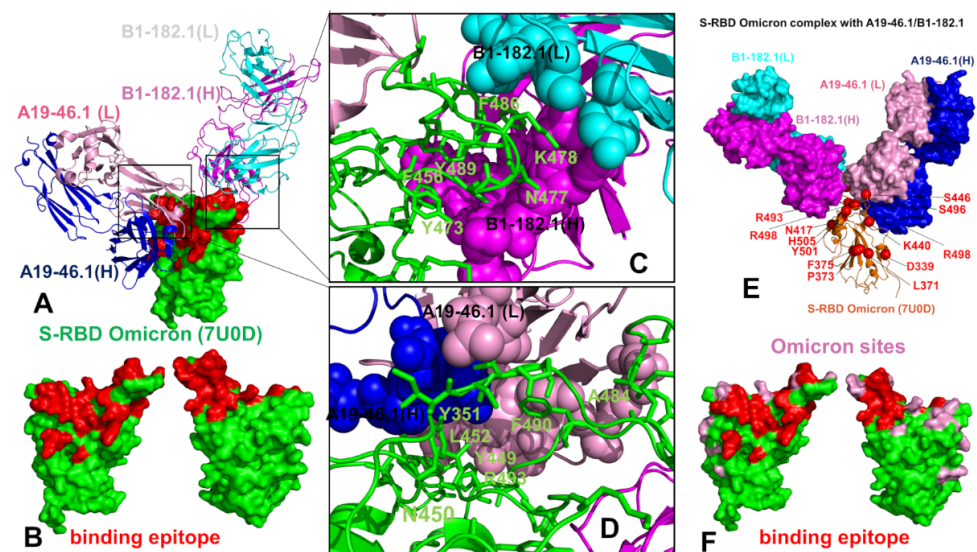 B1-182.1(L)
B1-182.1(H)
A19-46.1 (L)
A19-46.1(H)
A
S-RBD Omicron (7U0D)
B
binding epitope
B1-182.1(L)
F486
K478
Y489
F456
N477
Y473
B1-182.1(H)
C
A19-46.1 (L)
A19-46.1(H)
Y351
A484
F490
L452
Y449
R493
N450
D
S-RBD Omicron complex with A19-46.1/B1-182.1
B1-182.1(L)
A19-46.1(H)
A19-46.1 (L)
B1-182.1(H)
S446
S496
R493
R498
N417
H505
Y501
K440
R498
F375
D339
P373
L371
E
S-RBD Omicron (7U0D)
Omicron sites
F
binding epitope